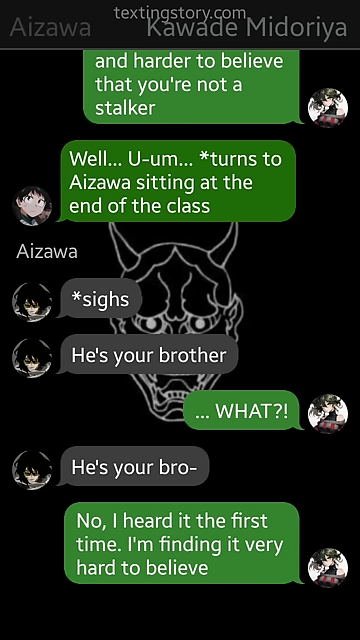 textingstory.com
Aizawa
Kawade Midoriya
and harder to believe
that you're not a
stalker
Well... U-um... *turns to
Aizawa sitting at the
end of the class
Aizawa
*sighs
He's your brother
... WHAT?!
He's your bro-
No, I heard it the first
time. I'm finding it very
hard to believe